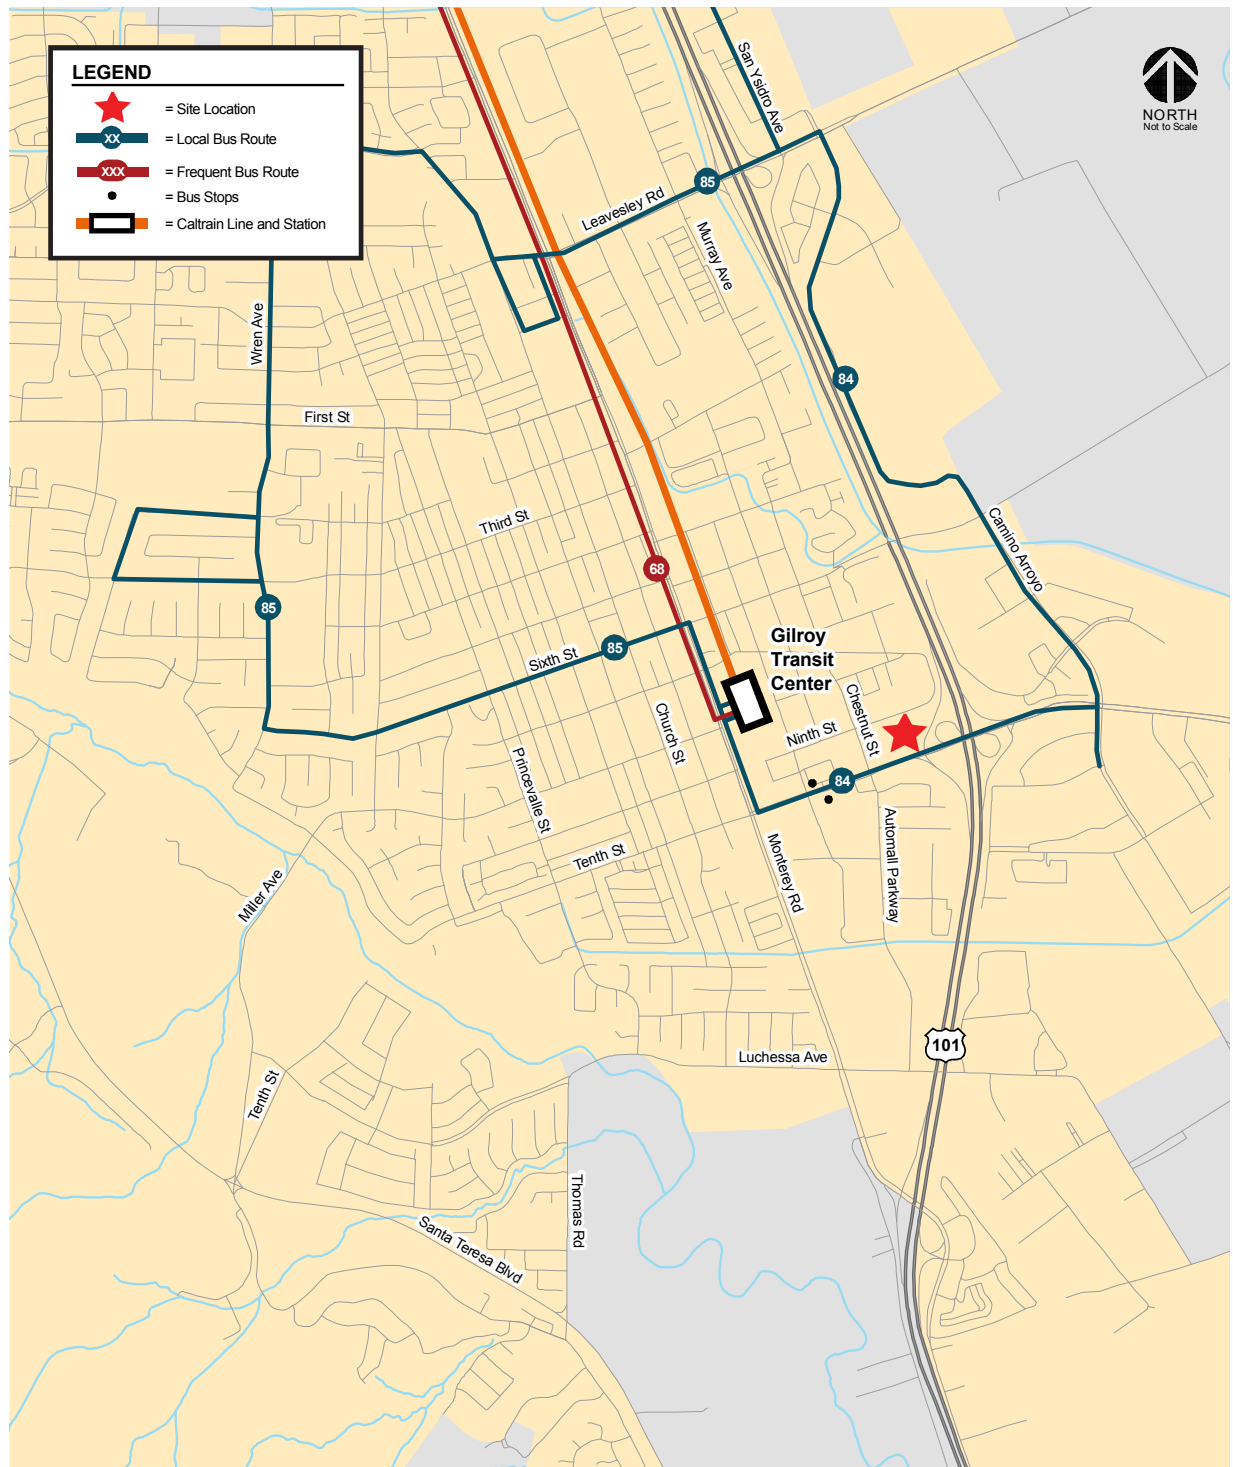 LEGEND
= Site Location
XX
= Local Bus Route
XXX
= Frequent Bus Route
= Bus Stops
= Caltrain Line and Station
NORTH
Not to Scale
San Ysidro Ave
85
Leavesley Rd
Murray Ave
Wren Ave
84
First St
Third St
Camino Arroyo
68
85
85
Sixth St
Gilroy
Transit
Center
Chestnut St
Church St
Ninth St
Princevalle St
84
Automall Parkway
Monterey Rd
Tenth St
Miller Ave
101
Luchessa Ave
Tenth St
Thomas Rd
Santa Teresa Blvd